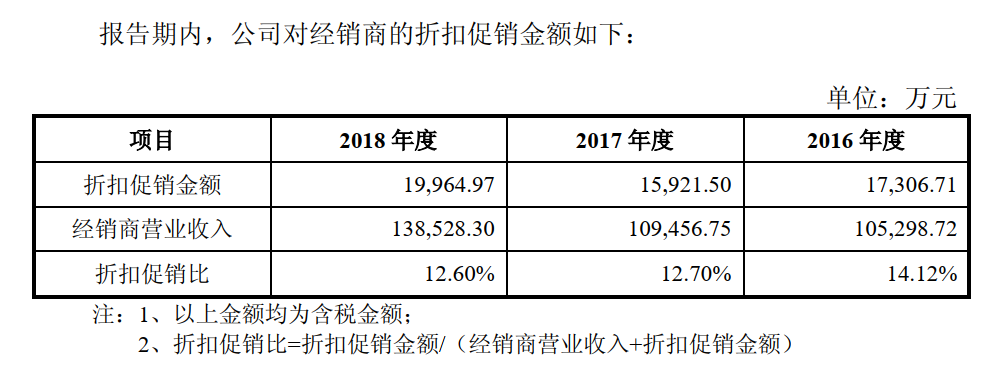 报告期内，公司对经销商的折扣促销金额如下：
单位：万元
项目 2018 年度 2017 年度 2016 年度
折扣促销金额 19,964.97 15,921.50 17,306.71
经销商营业收入 138,528.30 109,456.75 105,298.72
折扣促销比 12.60% 12.70% 14.12%
注：1、以上金额均为含税金额；
2、折扣促销比=折扣促销金额/（经销商营业收入+折扣促销金额）